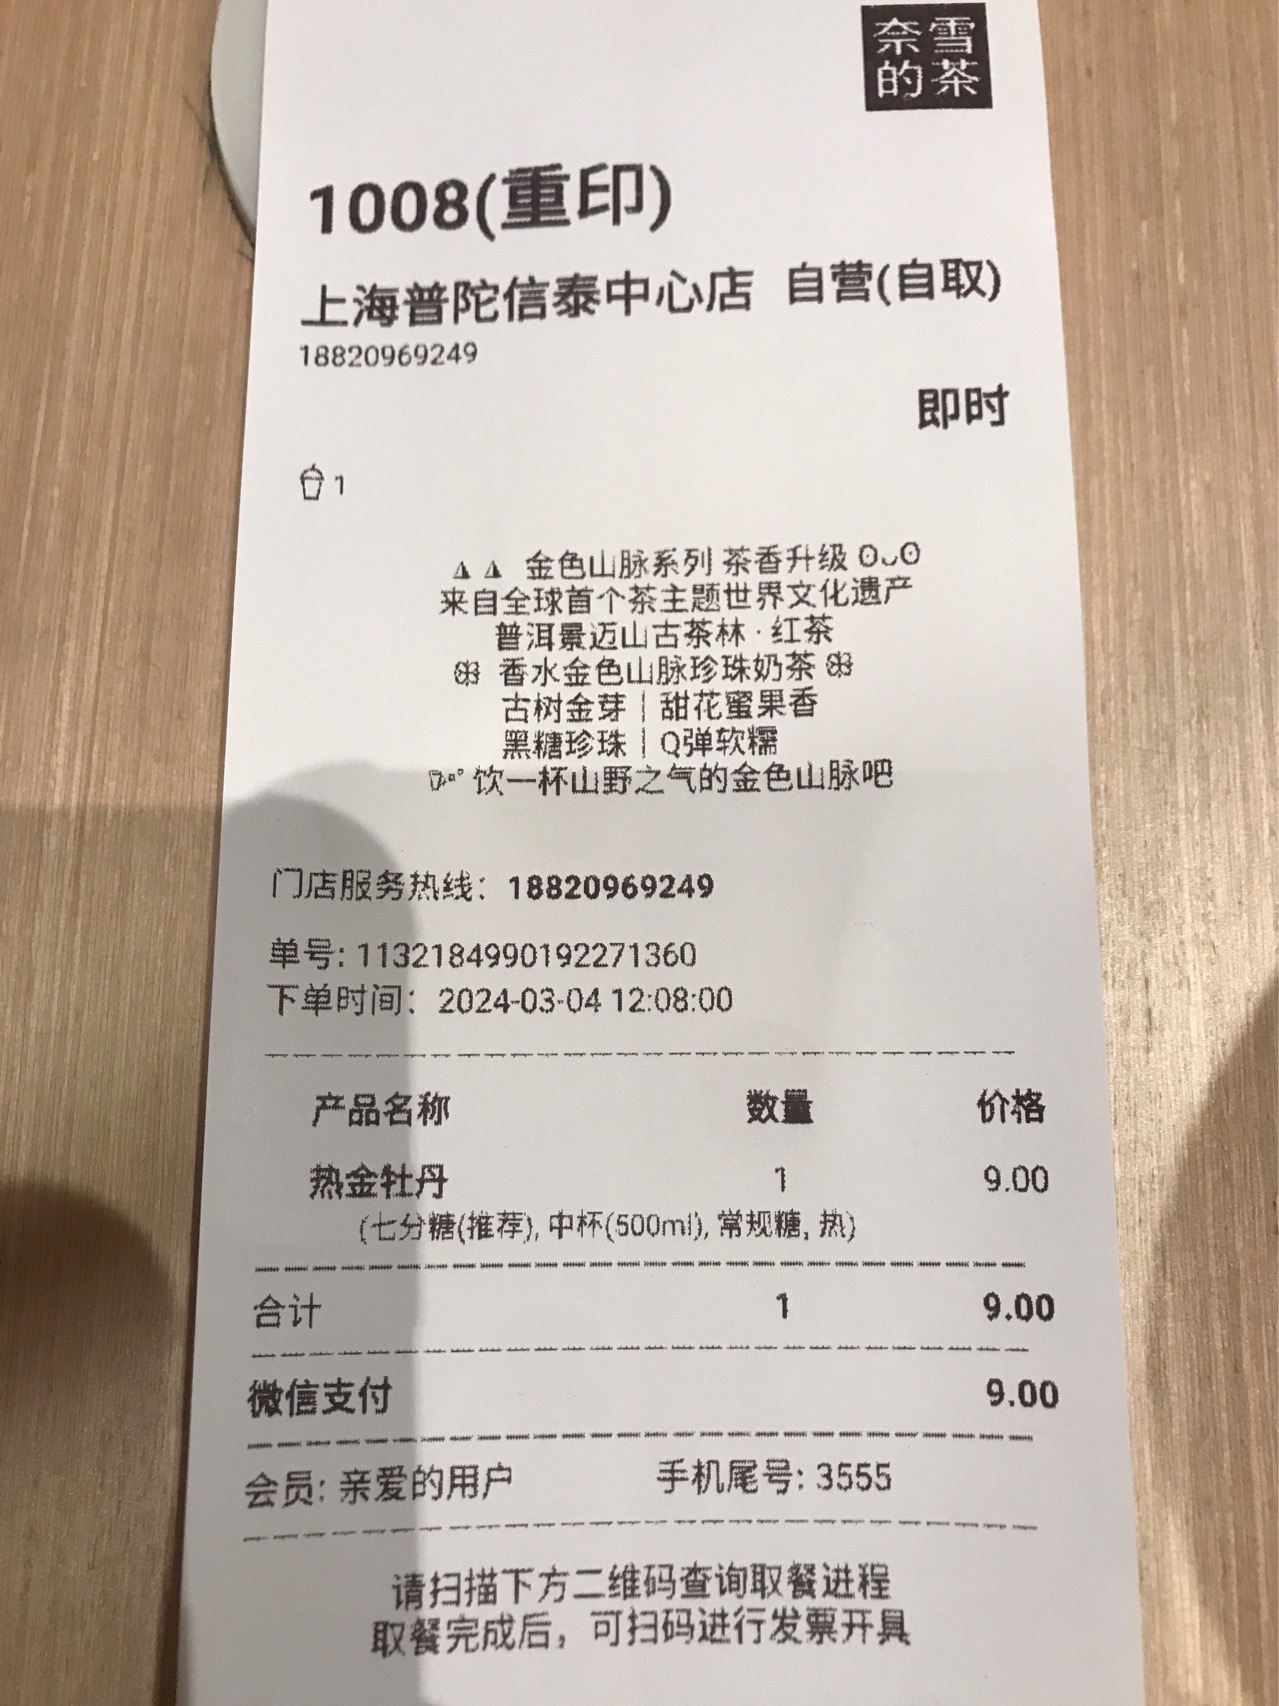 奈雪
的茶
1008(重印)
上海普陀信泰中心店 自营(自取)
18820969249
即时
1
金色山脉系列 茶香升级 ʘᴗʘ
来自全球首个茶主题世界文化遗产
普洱景迈山古茶林·红茶
香水金色山脉珍珠奶茶
古树金芽｜甜花蜜果香
黑糖珍珠｜Q弹软糯
饮一杯山野之气的金色山脉吧
门店服务热线：18820969249
单号: 1132184990192271360
下单时间：2024-03-04 12:08:00
产品名称 数量 价格
热金牡丹 1 9.00
(七分糖(推荐), 中杯(500ml), 常规糖, 热)
合计 1 9.00
微信支付 9.00
会员: 亲爱的用户 手机尾号: 3555
请扫描下方二维码查询取餐进程
取餐完成后，可扫码进行发票开具